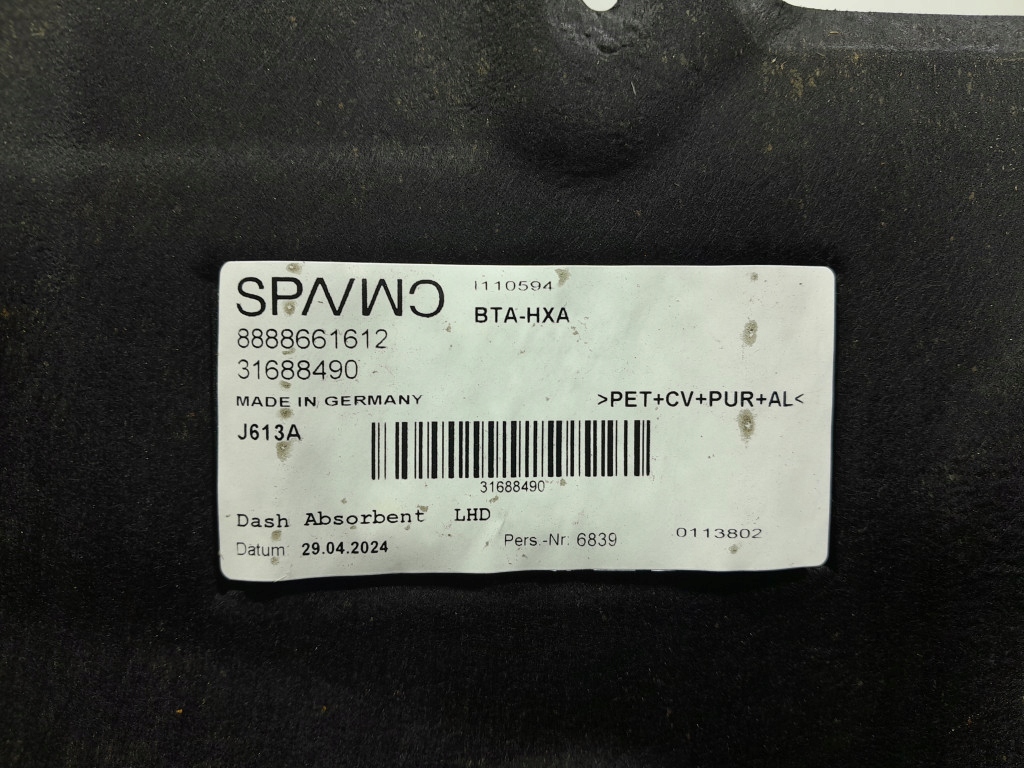 I110594
BTA-HXA
8888661612
31688490
MADE IN GERMANY
>PET+CV+PUR+AL<
J613A
31688490
Dash Absorbent LHD
Datum: 29.04.2024
Pers.-Nr: 6839
0113802